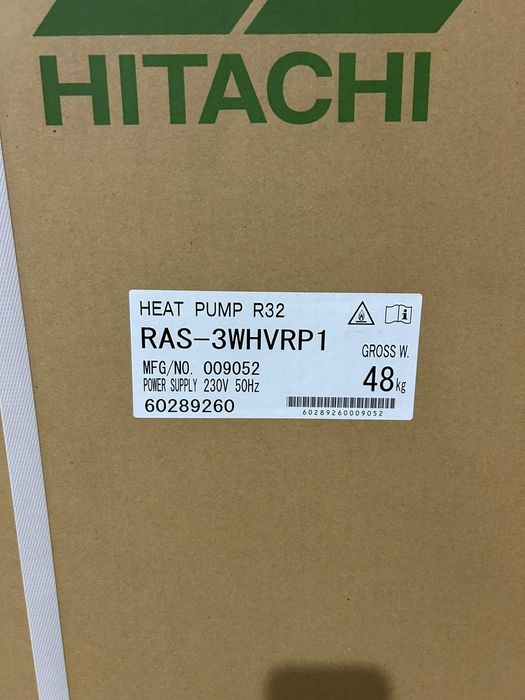 HITACHI
HEAT PUMP R32
RAS-3WHVRP1
MFG/NO. 009052
GROSS W.
POWER SUPPLY 230V 50Hz
48kg
60289260
60289260009052